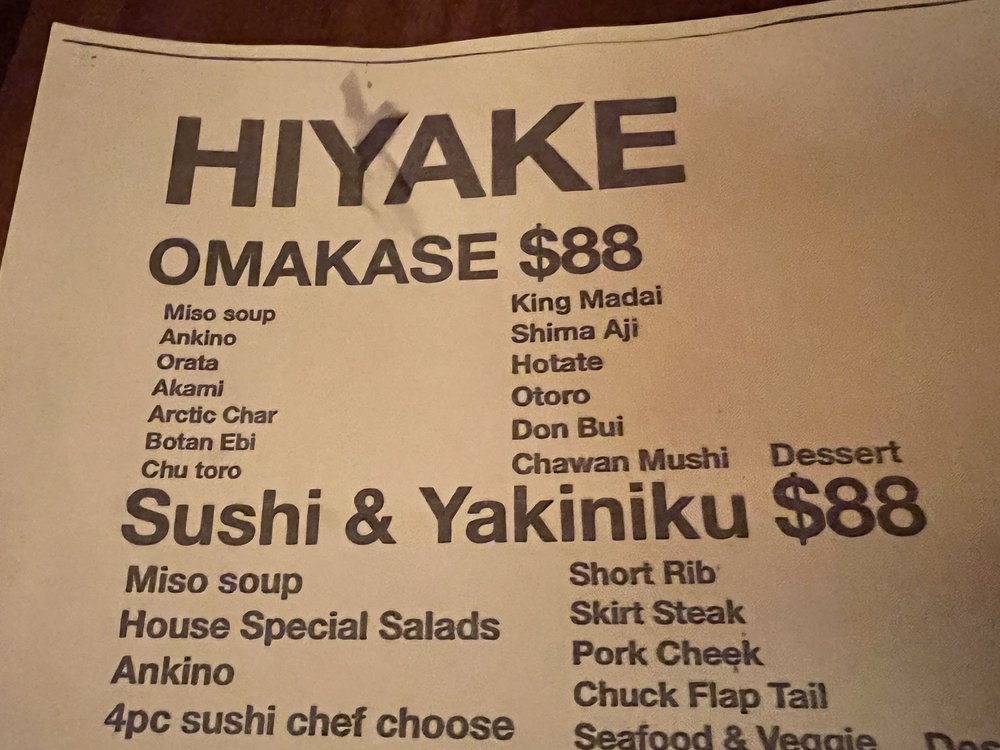 HIYAKE
OMAKASE $88
Miso soup
Ankino
Orata
Akami
Arctic Char
Botan Ebi
Chu toro
King Madai
Shima Aji
Hotate
Otoro
Don Bui
Chawan Mushi Dessert
Sushi & Yakiniku $88
Miso soup
House Special Salads
Ankino
4pc sushi chef choose
Short Rib
Skirt Steak
Pork Cheek
Chuck Flap Tail
Seafood & Veggie